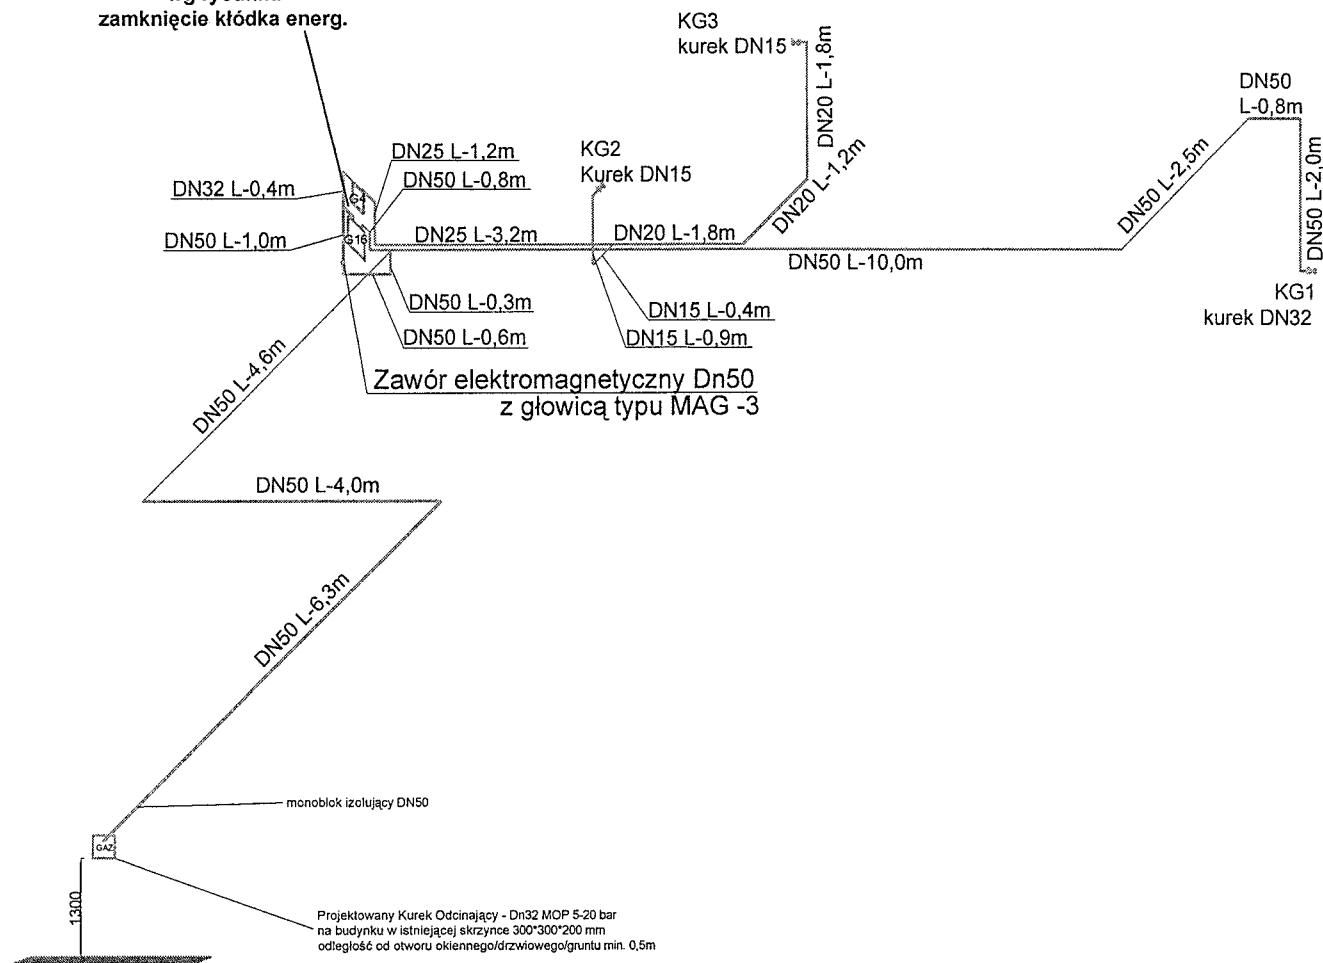 zamknięcie kłódka energ.
KG3
kurek DN15
DN20 L-1,8m
DN50
L-0,8m
DN25 L-1,2m
KG2
Kurek DN15
DN20 L-1,2m
DN50 L-2,5m
DN50 L-2,0m
DN32 L-0,4m
DN50 L-0,8m
G4
DN50 L-1,0m
G16
DN25 L-3,2m
DN20 L-1,8m
DN50 L-10,0m
KG1
kurek DN32
DN50 L-0,3m
DN15 L-0,4m
DN50 L-0,6m
DN15 L-0,9m
DN50 L-4,6m
Zawór elektromagnetyczny Dn50
z głowicą typu MAG -3
DN50 L-4,0m
DN50 L-6,3m
monoblok izolujący DN50
GAZ
1300
Projektowany Kurek Odcinający - Dn32 MOP 5-20 bar
na budynku w istniejącej skrzynce 300*300*200 mm
odległość od otworu okiennego/drzwiowego/gruntu min. 0,5m